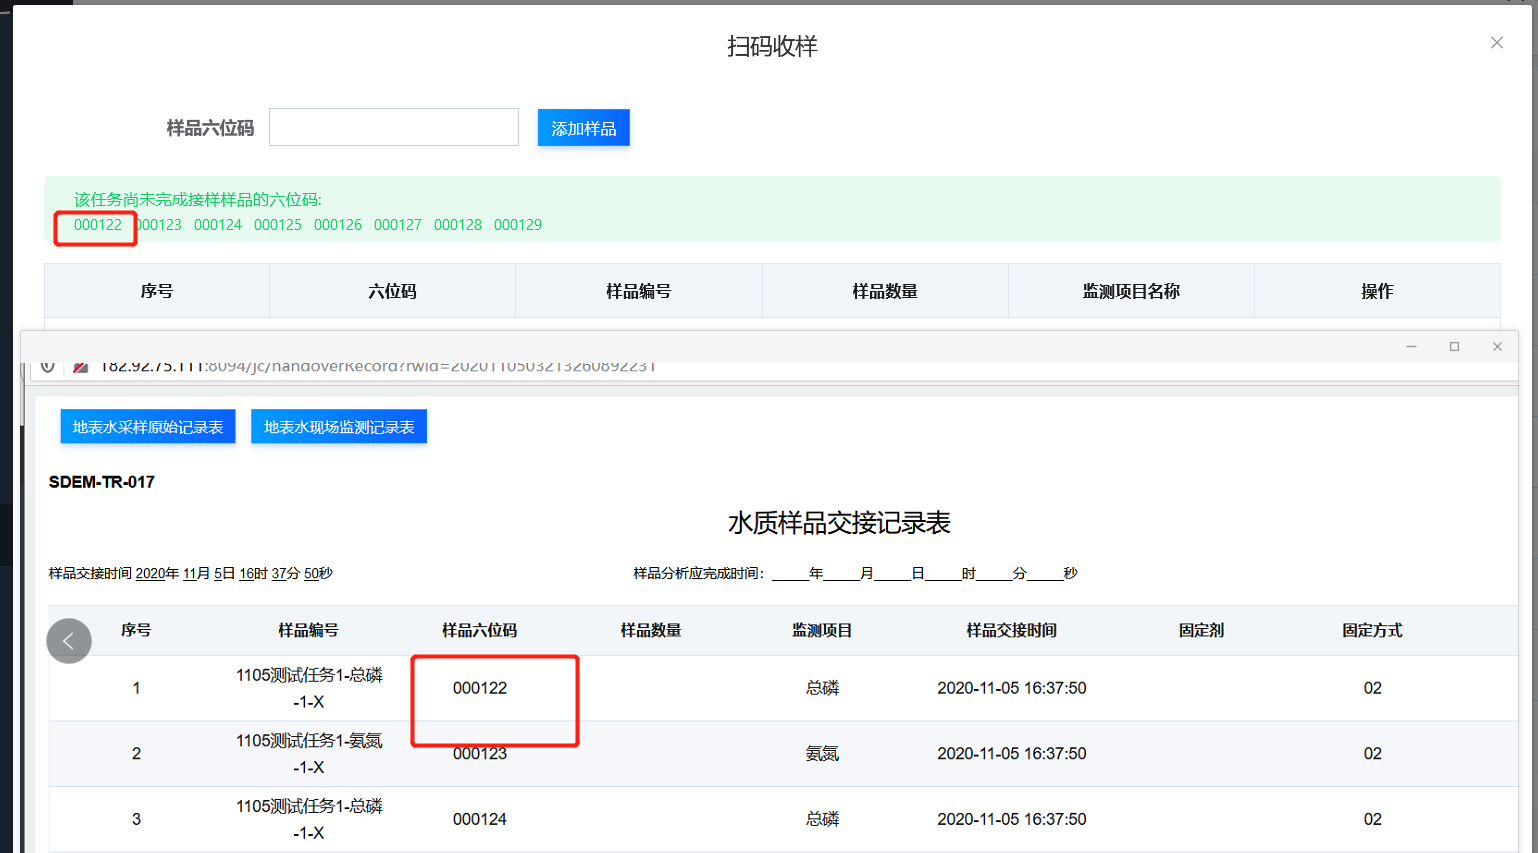 扫码收样
样品六位码
添加样品
该任务尚未完成接样样品的六位码:
000122 000123 000124 000125 000126 000127 000128 000129
序号 六位码 样品编号 样品数量 监测项目名称 操作
182.92.75.111:8094/jc/handoverRecord?rwid=20201105032132608922​31
地表水采样原始记录表 地表水现场监测记录表
SDEM-TR-017
水质样品交接记录表
样品交接时间 2020年 11月 5日 16时 37分 50秒 样品分析应完成时间: _____年_____月_____日_____时_____分_____秒
序号 样品编号 样品六位码 样品数量 监测项目 样品交接时间 固定剂 固定方式
1 1105测试任务1-总磷 000122 总磷 2020-11-05 16:37:50 02
-1-X
2 1105测试任务1-氨氮 000123 氨氮 2020-11-05 16:37:50 02
-1-X
3 1105测试任务1-总磷 000124 总磷 2020-11-05 16:37:50 02
-1-X